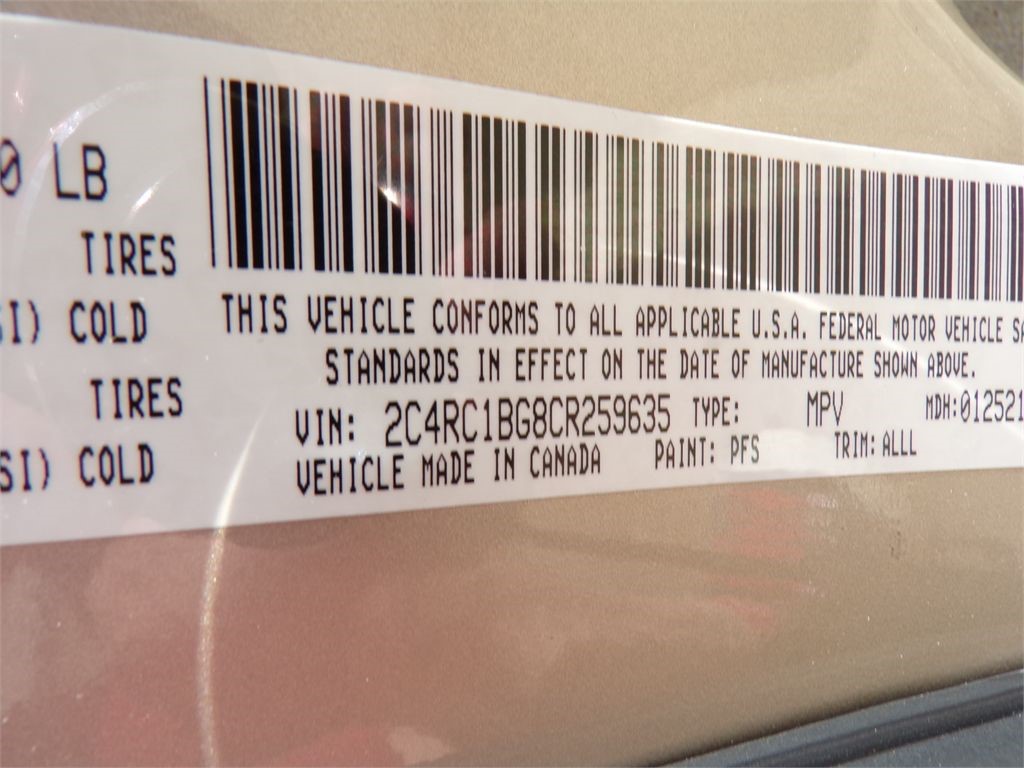 0 LB
TIRES
SI) COLD
TIRES
SI) COLD
THIS VEHICLE CONFORMS TO ALL APPLICABLE U.S.A. FEDERAL MOTOR VEHICLE SA
STANDARDS IN EFFECT ON THE DATE OF MANUFACTURE SHOWN ABOVE.
VIN: 2C4RC1BG8CR259635 TYPE: MPV MDH:012521
VEHICLE MADE IN CANADA PAINT: PFS TRIM: ALLL